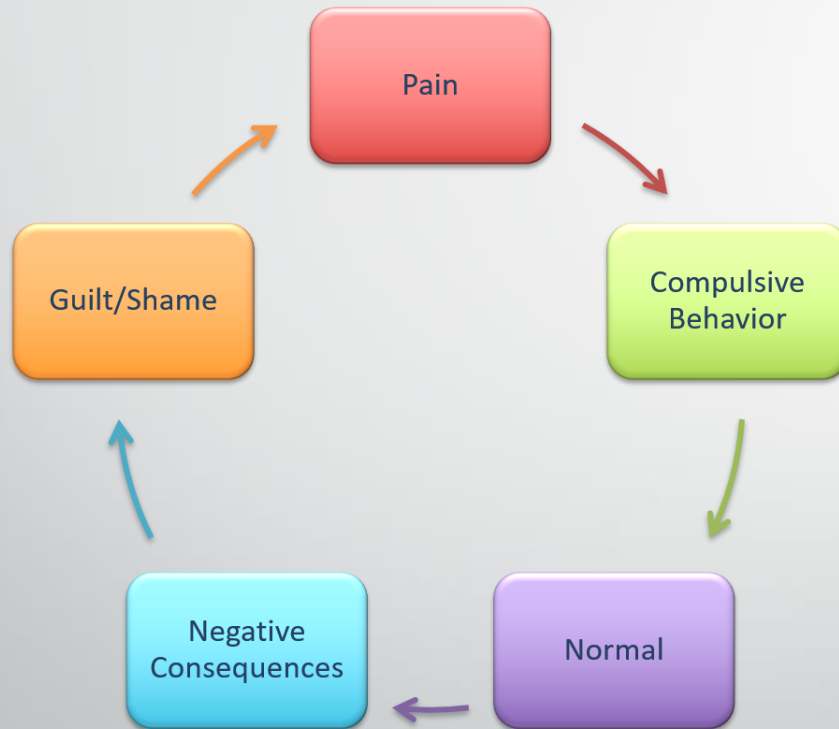 Pain
Compulsive
Behavior
Normal
Negative
Consequences
Guilt/Shame